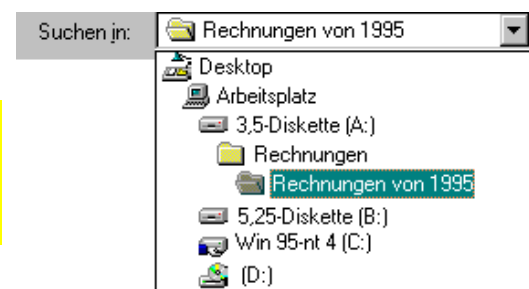 Suchen in: Rechnungen von 1995
Desktop
Arbeitsplatz
3,5-Diskette (A:)
Rechnungen
Rechnungen von 1995
5,25-Diskette (B:)
Win 95-nt 4 (C:)
(D:)